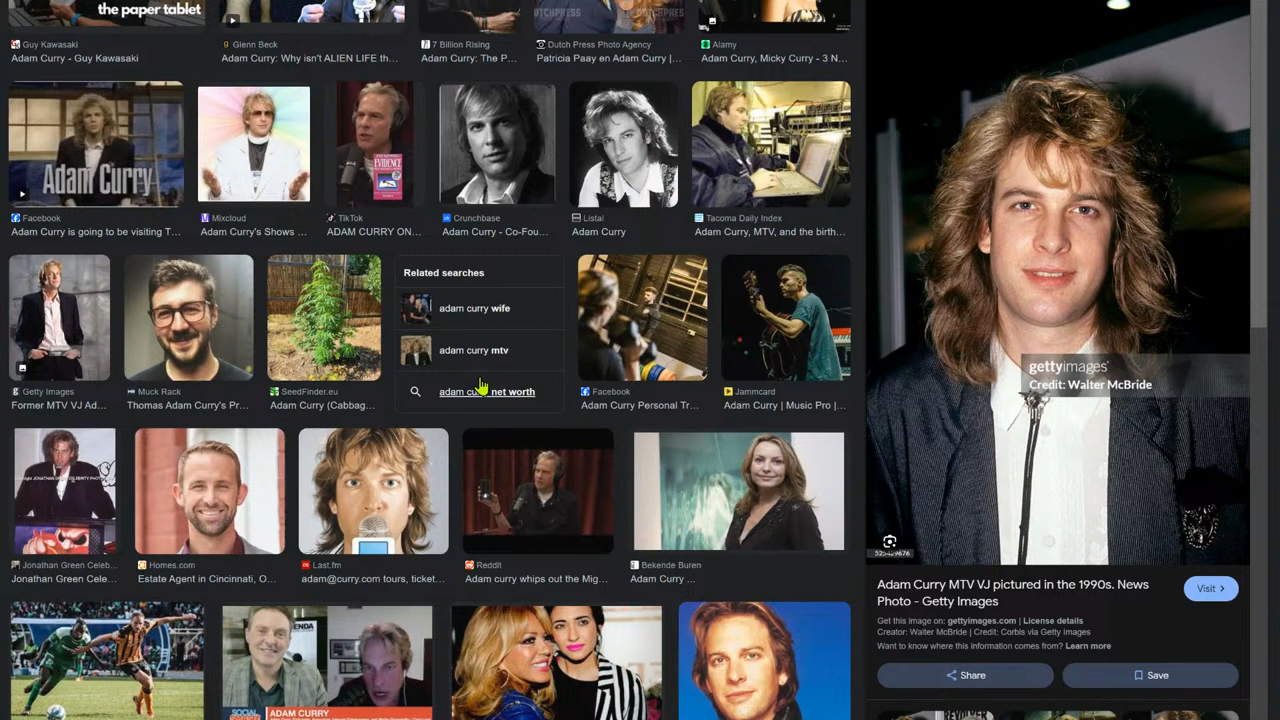 the paper tablet
DUTCHPRESS
Guy Kawasaki
Adam Curry - Guy Kawasaki
Glenn Beck
Adam Curry: Why isn't ALIEN LIFE th...
7 Billion Rising
Adam Curry: The P...
Dutch Press Photo Agency
Patricia Paay en Adam Curry |...
Alamy
Adam Curry, Micky Curry - 3 N...
Adam Curry
EVIDENCE
Facebook
Adam Curry is going to be visiting T...
Mixcloud
Adam Curry's Shows ...
TikTok
ADAM CURRY ON...
Crunchbase
Adam Curry - Co-Fou...
Listal
Adam Curry
Tacoma Daily Index
Adam Curry, MTV, and the birth...
Related searches
adam curry wife
adam curry mtv
net worth
Getty Images
Former MTV VJ Ad...
Muck Rack
Thomas Adam Curry's Pr...
SeedFinder.eu
Adam Curry (Cabbag...
Facebook
Adam Curry Personal Tr...
Jammcard
Adam Curry | Music Pro |...
Jonathan Green Celeb...
Jonathan Green Cele...
Homes.com
Estate Agent in Cincinnati, O...
Last.fm
adam@curry.com tours, ticket...
Reddit
Adam curry whips out the Mig...
Bekende Buren
Adam Curry ...
SOCIAL
ADAM CURRY
gettyimages
Credit: Walter McBride
Adam Curry MTV VJ pictured in the 1990s. News
Photo - Getty Images
Visit
Get this image on: gettyimages.com | License details
Creator: Walter McBride | Credit: Corbis via Getty Images
Want to know where this information comes from? Learn more
Share
Save
REVOLVER